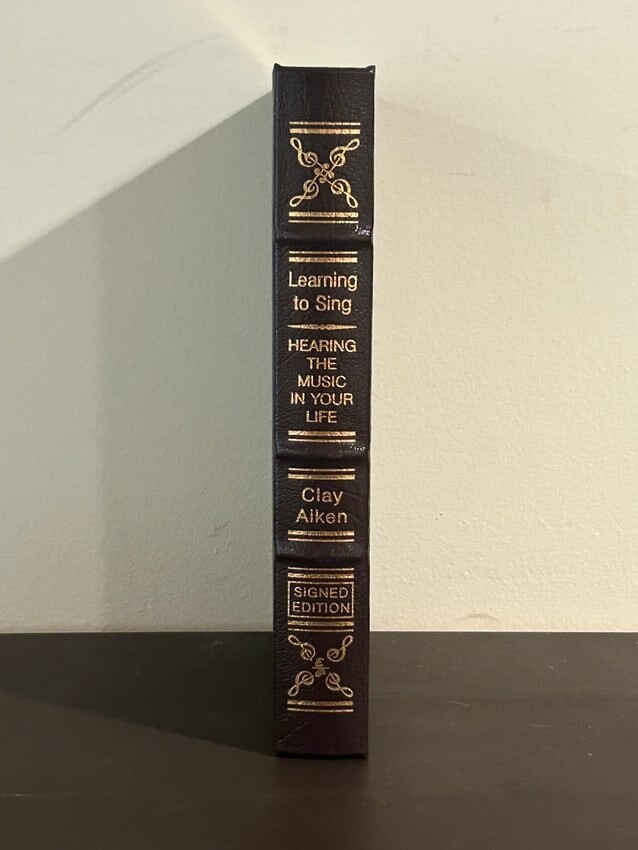 Learning
to Sing
HEARING
THE
MUSIC
IN YOUR
LIFE
Clay
Aiken
SIGNED
EDITION